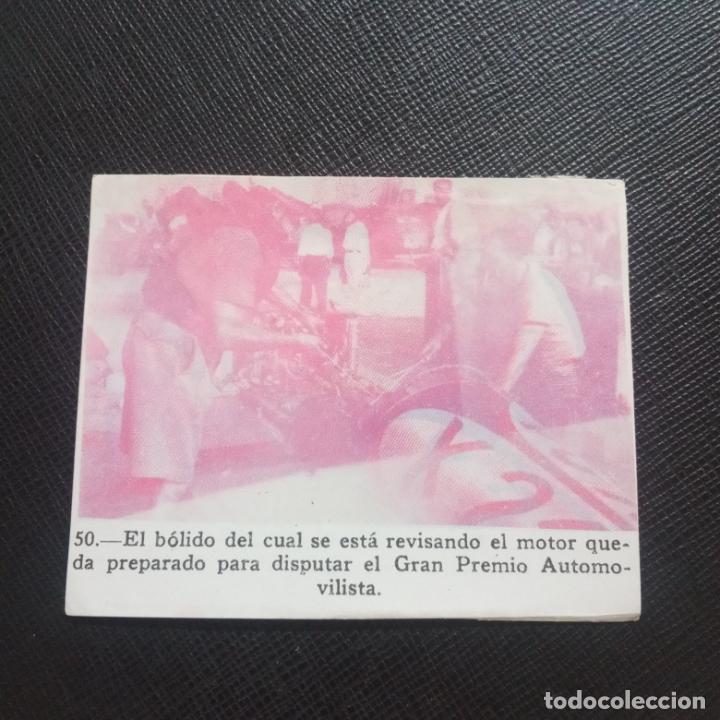 50.—El bólido del cual se está revisando el motor que-
da preparado para disputar el Gran Premio Automo-
vilista.
todocoleccion